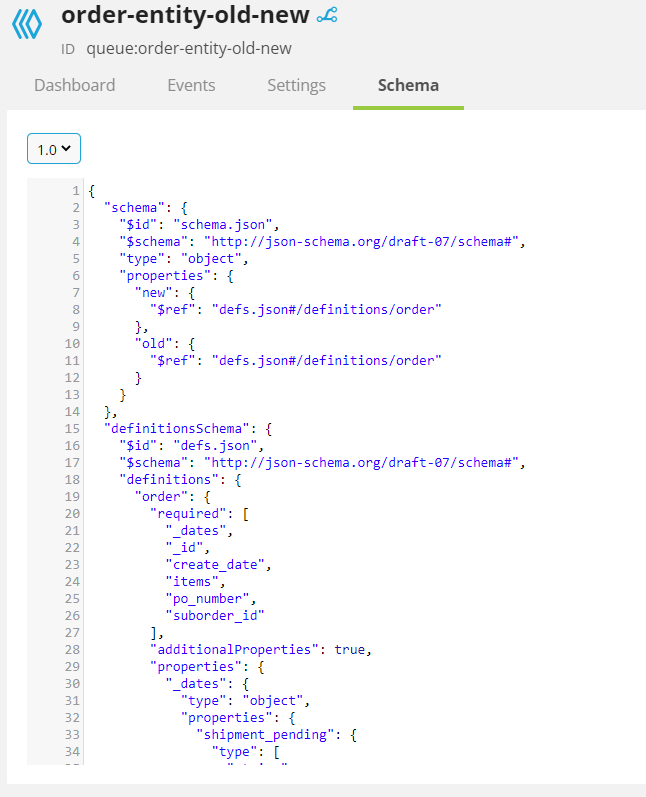 order-entity-old-new
ID queue:order-entity-old-new
Dashboard Events Settings Schema
1.0
1 {
2 "schema": {
3 "$id": "schema.json",
4 "$schema": "http://json-schema.org/draft-07/schema#",
5 "type": "object",
6 "properties": {
7 "new": {
8 "$ref": "defs.json#/definitions/order"
9 },
10 "old": {
11 "$ref": "defs.json#/definitions/order"
12 }
13 }
14 },
15 "definitionsSchema": {
16 "$id": "defs.json",
17 "$schema": "http://json-schema.org/draft-07/schema#",
18 "definitions": {
19 "order": {
20 "required": [
21 "_dates",
22 "_id",
23 "create_date",
24 "items",
25 "po_number",
26 "suborder_id"
27 ],
28 "additionalProperties": true,
29 "properties": {
30 "_dates": {
31 "type": "object",
32 "properties": {
33 "shipment_pending": {
34 "type": [